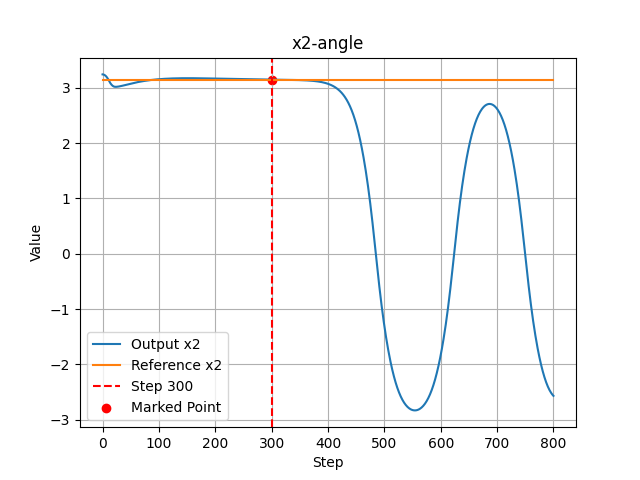 x2-angle
3
2
1
0
−1
−2
−3
Value
Output x2
Reference x2
Step 300
Marked Point
0 100 200 300 400 500 600 700 800
Step